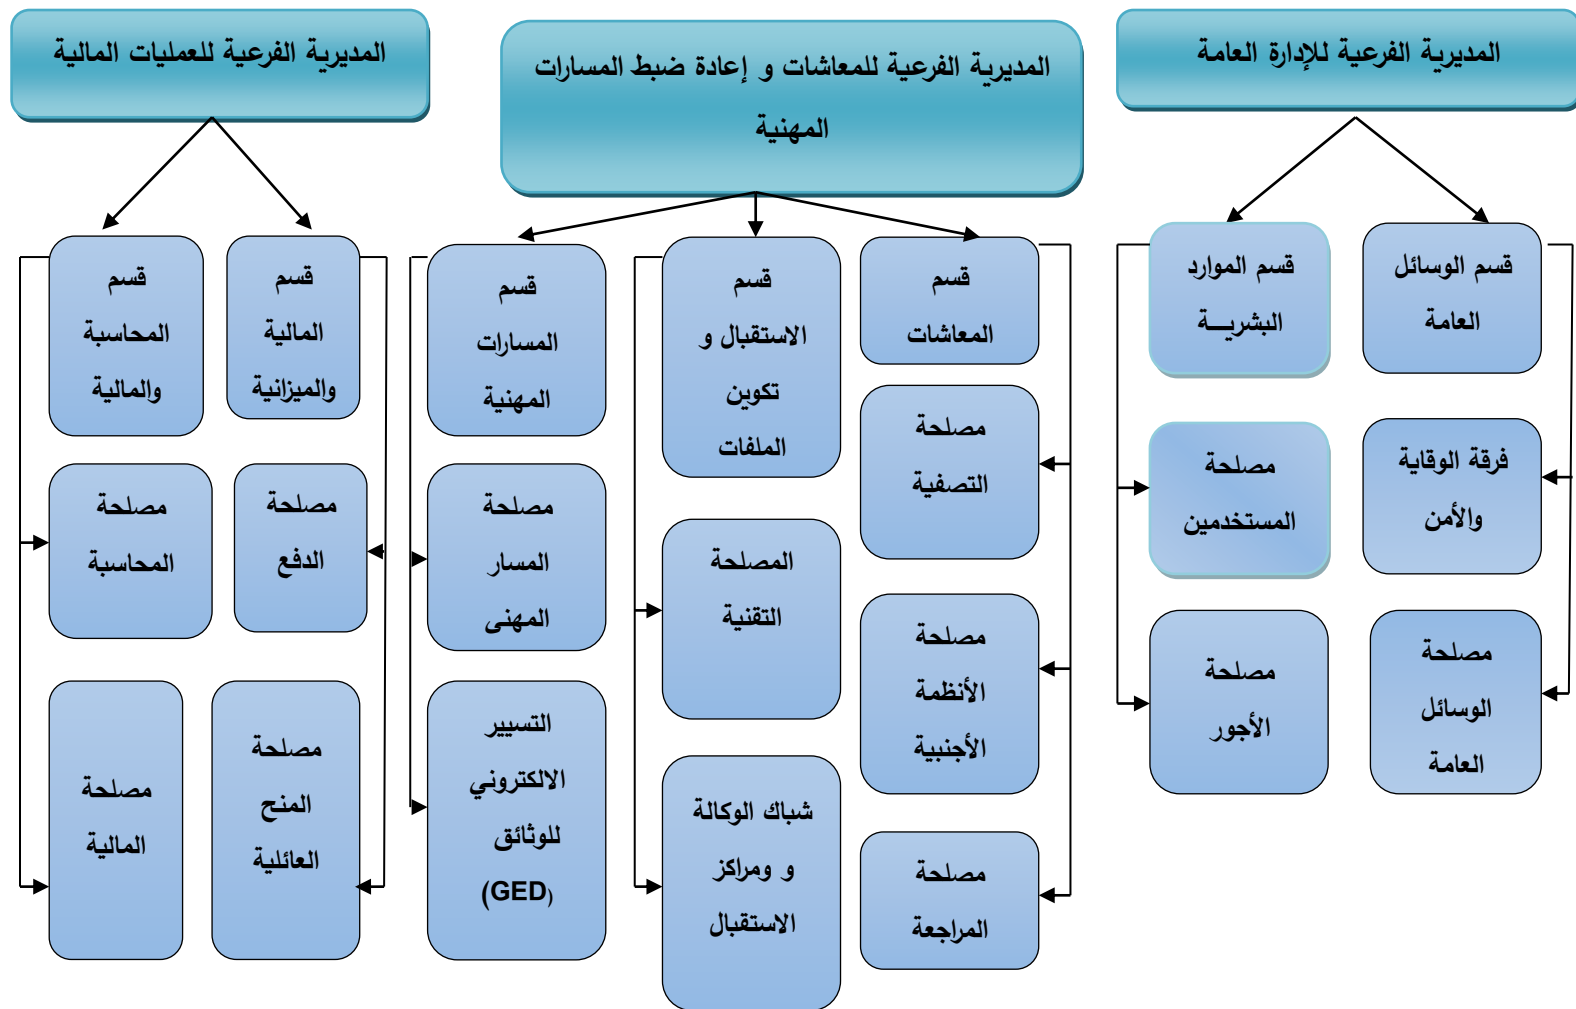 المديرية الفرعية للإدارة العامة
قسم الوسائل
العامة
فرقة الوقاية
والأمن
مصلحة
الوسائل
العامة
قسم الموارد
البشريـــة
مصلحة
المستخدمين
مصلحة
الأجور
المديرية الفرعية للمعاشات و إعادة ضبط المسارات
المهنية
قسم
المعاشات
مصلحة
التصفية
مصلحة
الأنظمة
الأجنبية
مصلحة
المراجعة
قسم
الاستقبال و
تكوين
الملفات
المصلحة
التقنية
شباك الوكالة
و ومراكز
الاستقبال
قسم
المسارات
المهنية
مصلحة
المسار
المهنى
التسيير
الالكتروني
للوثائق
(GED)
المديرية الفرعية للعمليات المالية
قسم
المالية
والميزانية
مصلحة
الدفع
مصلحة
المنح
العائلية
قسم
المحاسبة
والمالية
مصلحة
المحاسبة
مصلحة
المالية